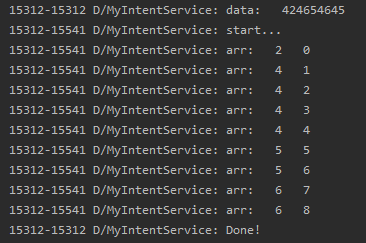 15312-15312 D/MyIntentService: data:   424654645
15312-15541 D/MyIntentService: start...
15312-15541 D/MyIntentService: arr:   2   0
15312-15541 D/MyIntentService: arr:   4   1
15312-15541 D/MyIntentService: arr:   4   2
15312-15541 D/MyIntentService: arr:   4   3
15312-15541 D/MyIntentService: arr:   4   4
15312-15541 D/MyIntentService: arr:   5   5
15312-15541 D/MyIntentService: arr:   5   6
15312-15541 D/MyIntentService: arr:   6   7
15312-15541 D/MyIntentService: arr:   6   8
15312-15312 D/MyIntentService: Done!